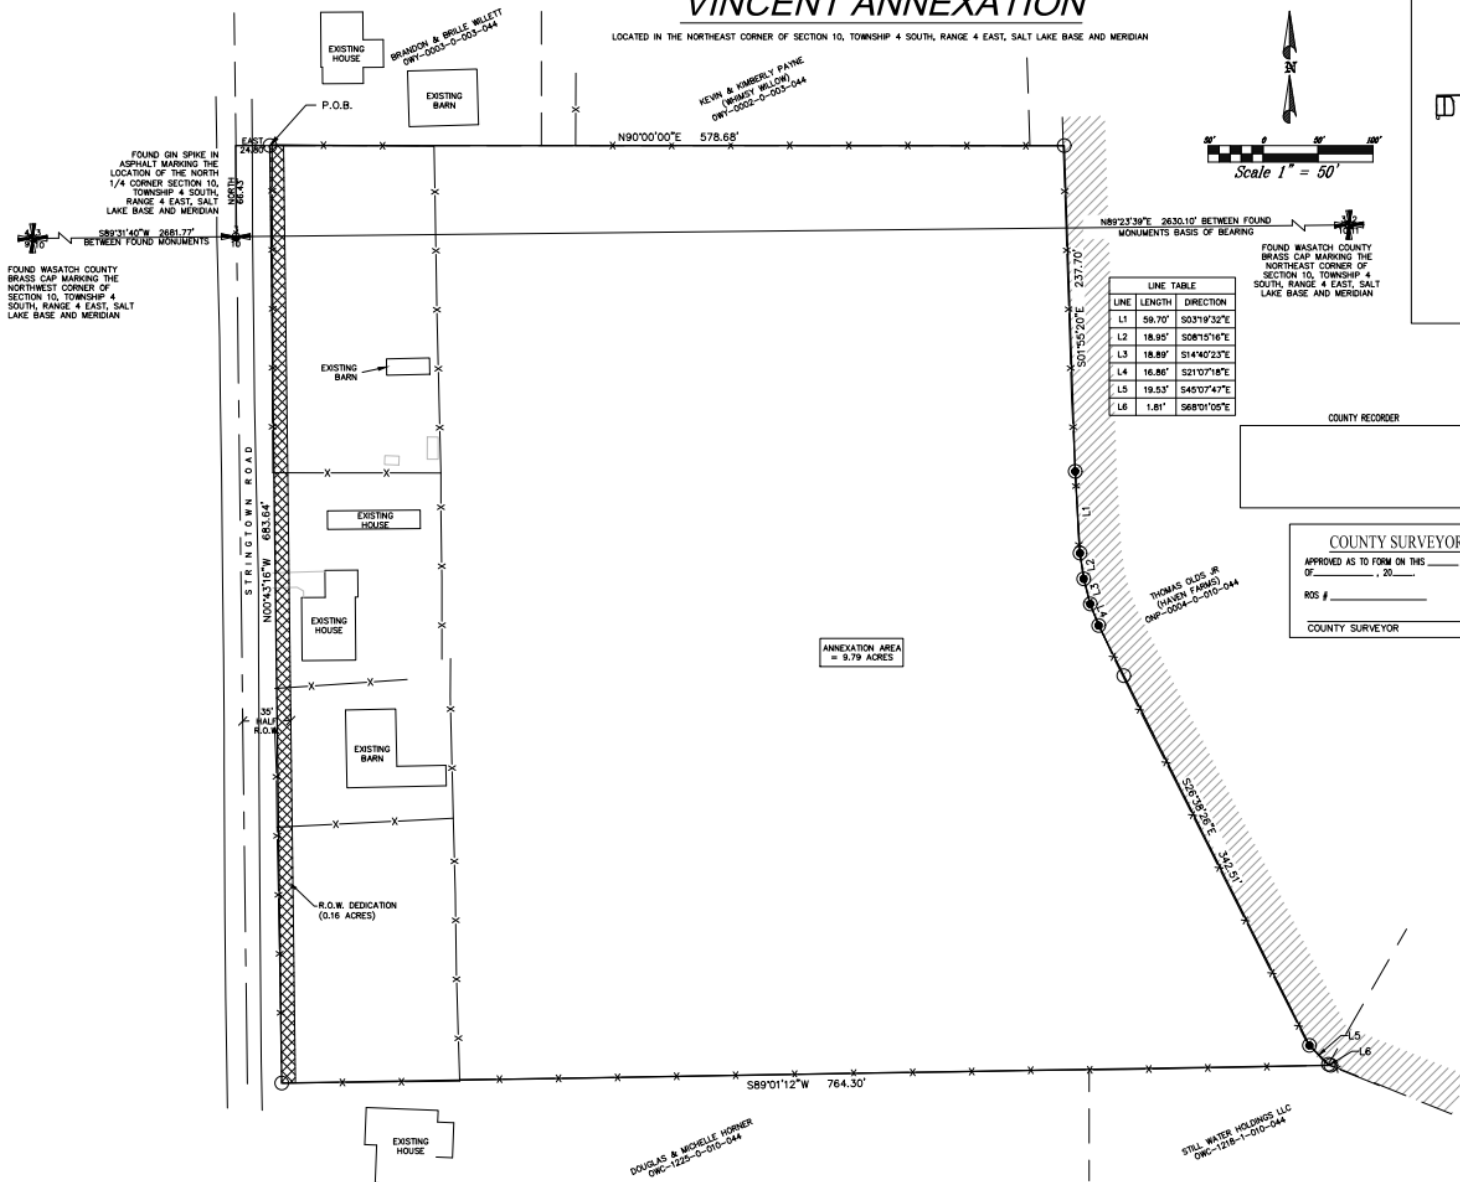 VINCENT ANNEXATION
LOCATED IN THE NORTHEAST CORNER OF SECTION 10, TOWNSHIP 4 SOUTH, RANGE 4 EAST, SALT LAKE BASE AND MERIDIAN
EXISTING
HOUSE
BRANDON & BRILLE WILLETT
OWY-0003-0-003-044
EXISTING
BARN
P.O.B.
KEVIN & KIMBERLY PAYNE
(WHIMSY WILLOW)
OWY-0002-0-003-044
N
50' 0 50' 100'
Scale 1" = 50'
EAST
24.80'
NORTH
66.43'
N90°00'00"E 578.68'
FOUND GIN SPIKE IN
ASPHALT MARKING THE
LOCATION OF THE NORTH
1/4 CORNER SECTION 10,
TOWNSHIP 4 SOUTH,
RANGE 4 EAST, SALT
LAKE BASE AND MERIDIAN
S89°31'40"W 2681.77'
BETWEEN FOUND MONUMENTS
N89°23'39"E 2630.10' BETWEEN FOUND
MONUMENTS BASIS OF BEARING
FOUND WASATCH COUNTY
BRASS CAP MARKING THE
NORTHWEST CORNER OF
SECTION 10, TOWNSHIP 4
SOUTH, RANGE 4 EAST, SALT
LAKE BASE AND MERIDIAN
FOUND WASATCH COUNTY
BRASS CAP MARKING THE
NORTHEAST CORNER OF
SECTION 10, TOWNSHIP 4
SOUTH, RANGE 4 EAST, SALT
LAKE BASE AND MERIDIAN
S01°55'20"E 237.70'
LINE TABLE
LINE LENGTH DIRECTION
L1 59.70' S03°19'32"E
L2 18.95' S08°15'16"E
L3 18.89' S14°40'23"E
L4 16.86' S21°07'18"E
L5 19.53' S45°07'47"E
L6 1.81' S68°01'05"E
EXISTING
BARN
COUNTY RECORDER
STRINGTOWN ROAD
N00°43'16"W 683.64'
EXISTING
HOUSE
L1
L2
L3
L4
COUNTY SURVEYOR
APPROVED AS TO FORM ON THIS ______
OF __________ , 20____.
ROS # ______________
COUNTY SURVEYOR
THOMAS OLDS JR
(HAVEN FARMS)
ONP-0004-0-010-044
EXISTING
HOUSE
ANNEXATION AREA
= 9.79 ACRES
35'
HALF
R.O.W.
EXISTING
BARN
S26°38'26"E 342.51'
R.O.W. DEDICATION
(0.16 ACRES)
L5
L6
S89°01'12"W 764.30'
EXISTING
HOUSE
DOUGLAS & MICHELLE HORNER
OWC-1225-0-010-044
STILL WATER HOLDINGS LLC
OWC-1218-1-010-044